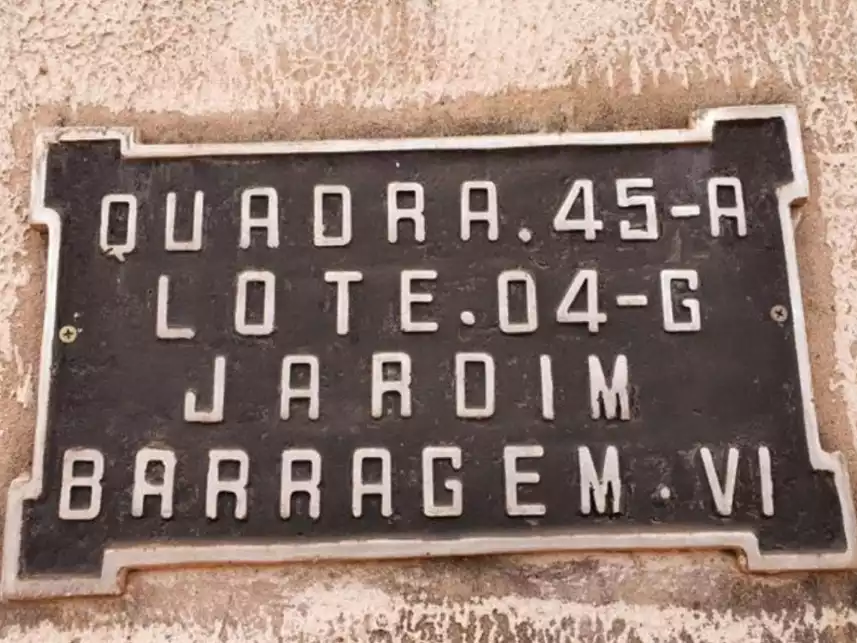 QUADRA.45-A
LOTE.04-G
JARDIM
BARRAGEM.VI